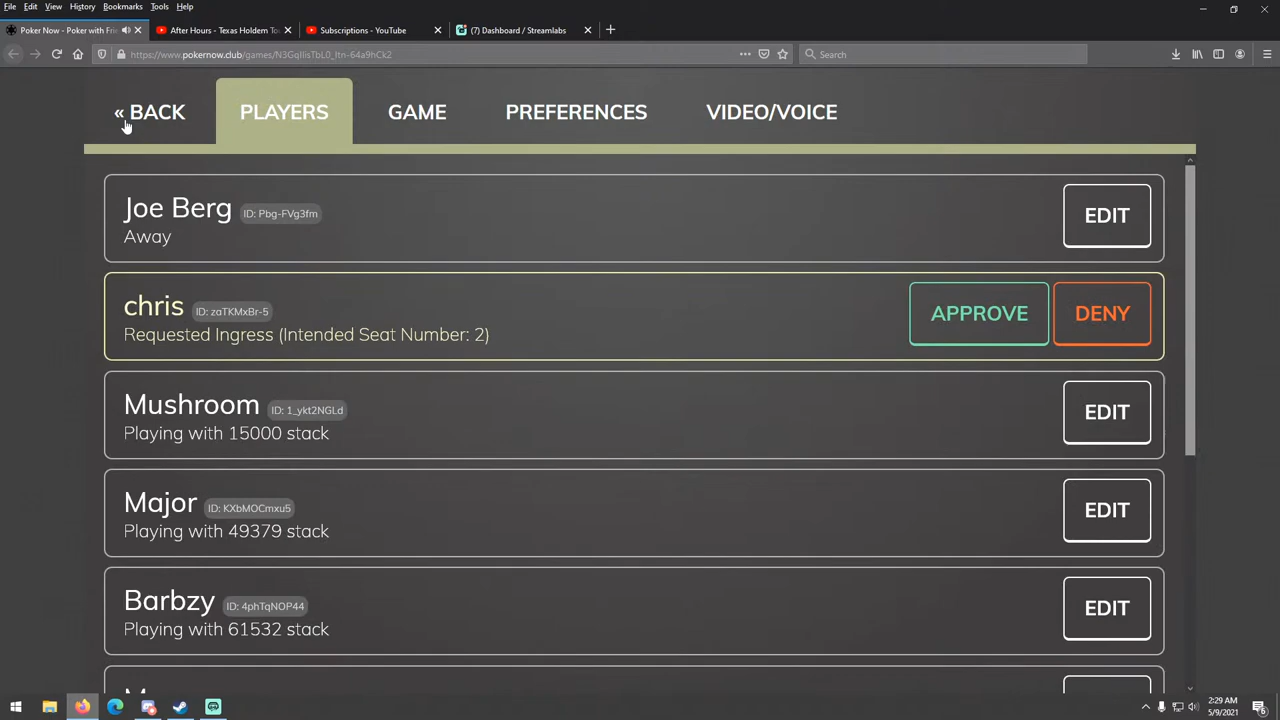 File Edit View History Bookmarks Tools Help
Poker Now - Poker with Fri
After Hours - Texas Holdem To
Subscriptions - YouTube
(7) Dashboard / Streamlabs
https://www.pokernow.club/games/
Search
« BACK
PLAYERS
GAME
PREFERENCES
VIDEO/VOICE
Joe Berg ID: Pbg-FVg3fm
Away
EDIT
chris ID: zaTKMxBr-5
Requested Ingress (Intended Seat Number: 2)
APPROVE
DENY
Mushroom ID: 1_ykt2NGLd
Playing with 15000 stack
EDIT
Major ID: KXbMOCmxu5
Playing with 49379 stack
EDIT
Barbzy ID: 4phTqNOP44
Playing with 61532 stack
EDIT
2:29 AM
5/9/2021